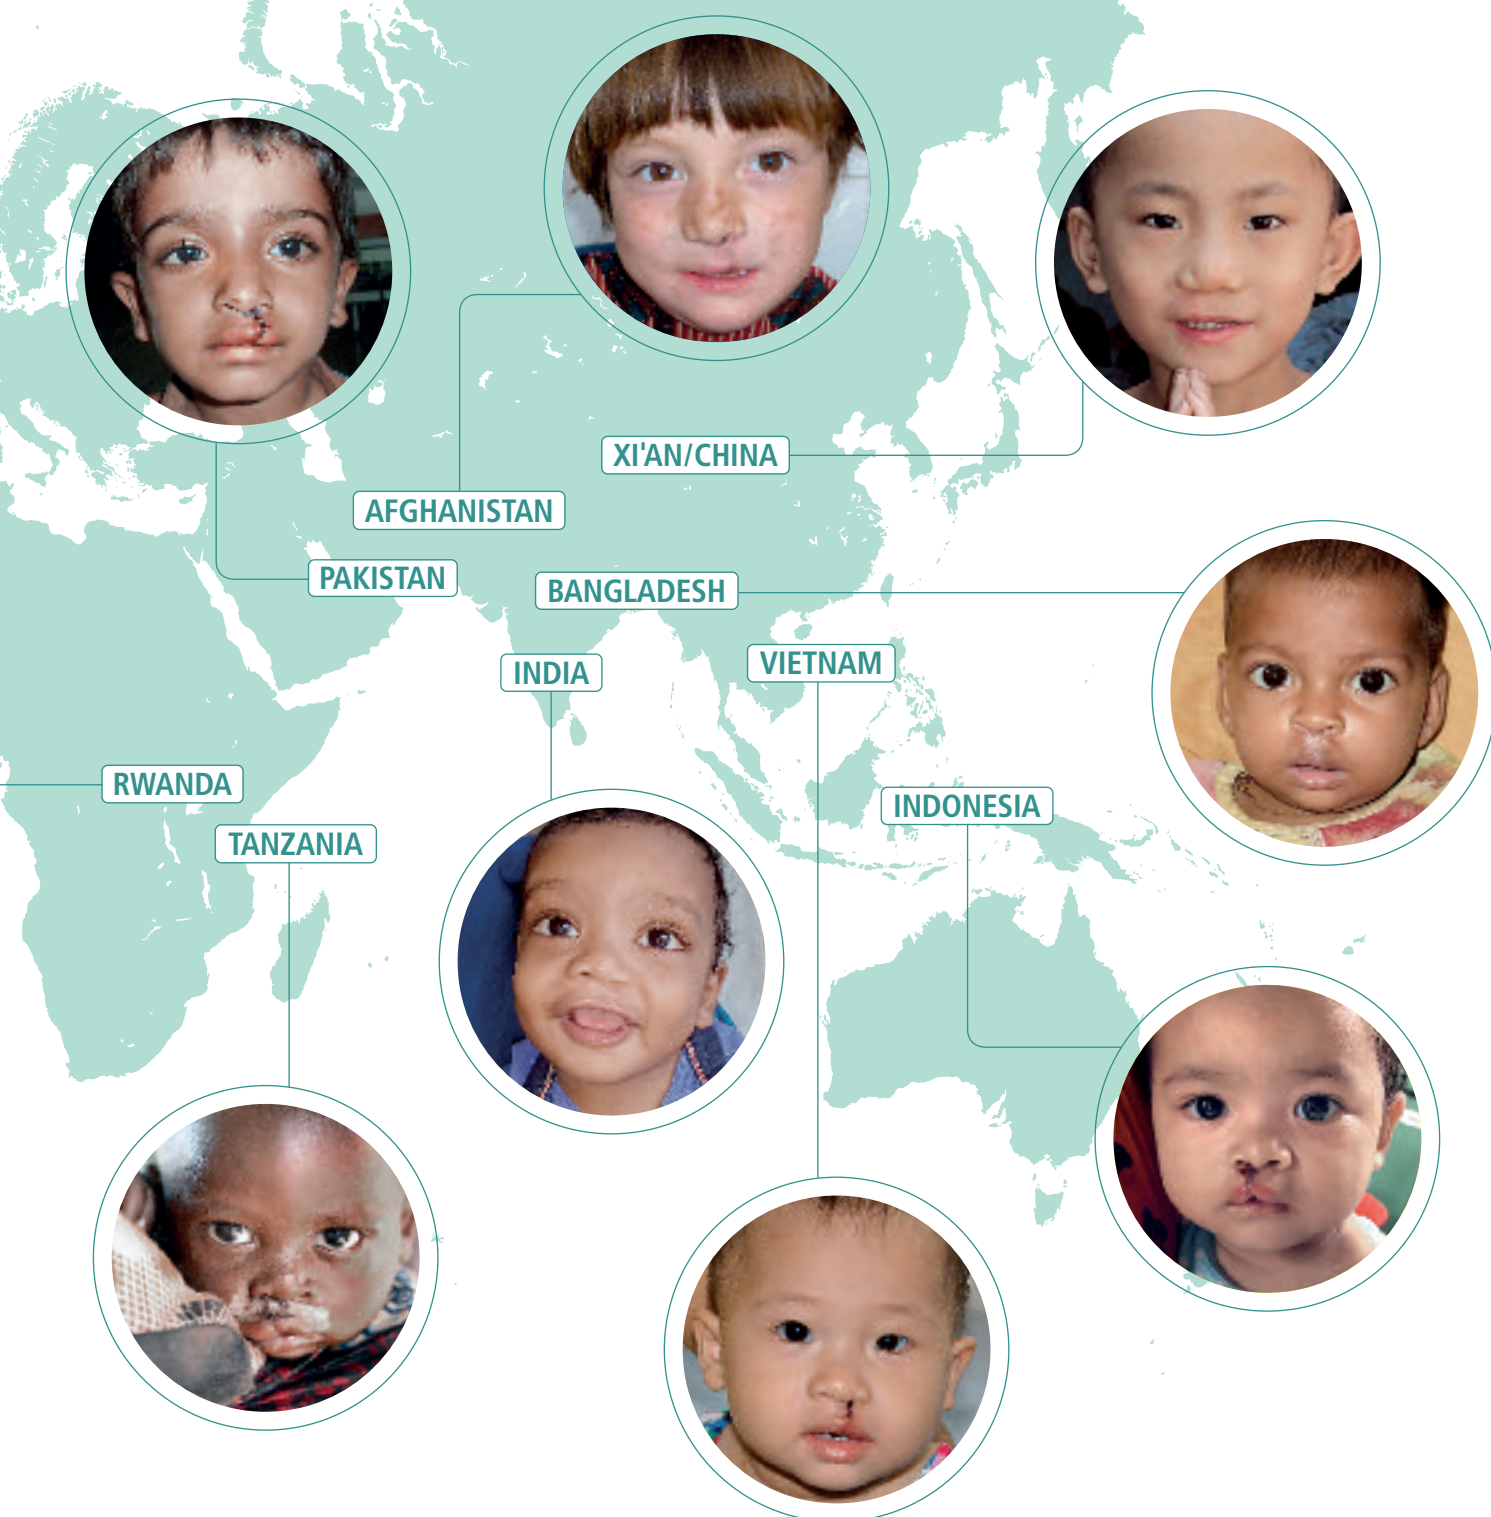 XI'AN/CHINA
AFGHANISTAN
PAKISTAN
BANGLADESH
VIETNAM
INDIA
RWANDA
INDONESIA
TANZANIA